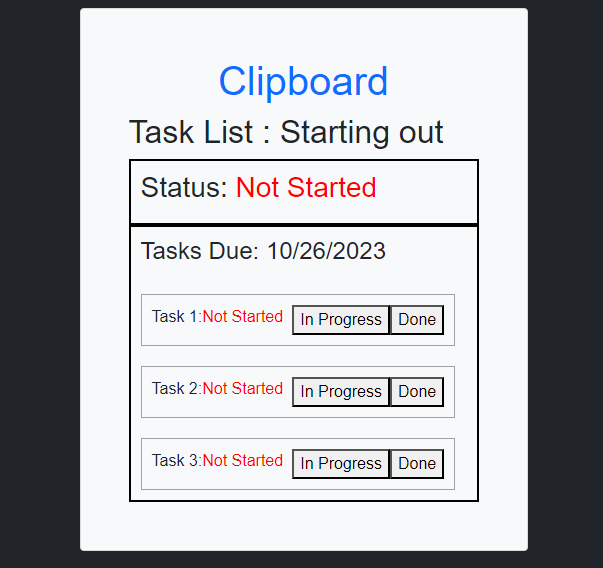 Clipboard
Task List : Starting out
Status: Not Started
Tasks Due: 10/26/2023
Task 1:Not Started In Progress Done
Task 2:Not Started In Progress Done
Task 3:Not Started In Progress Done